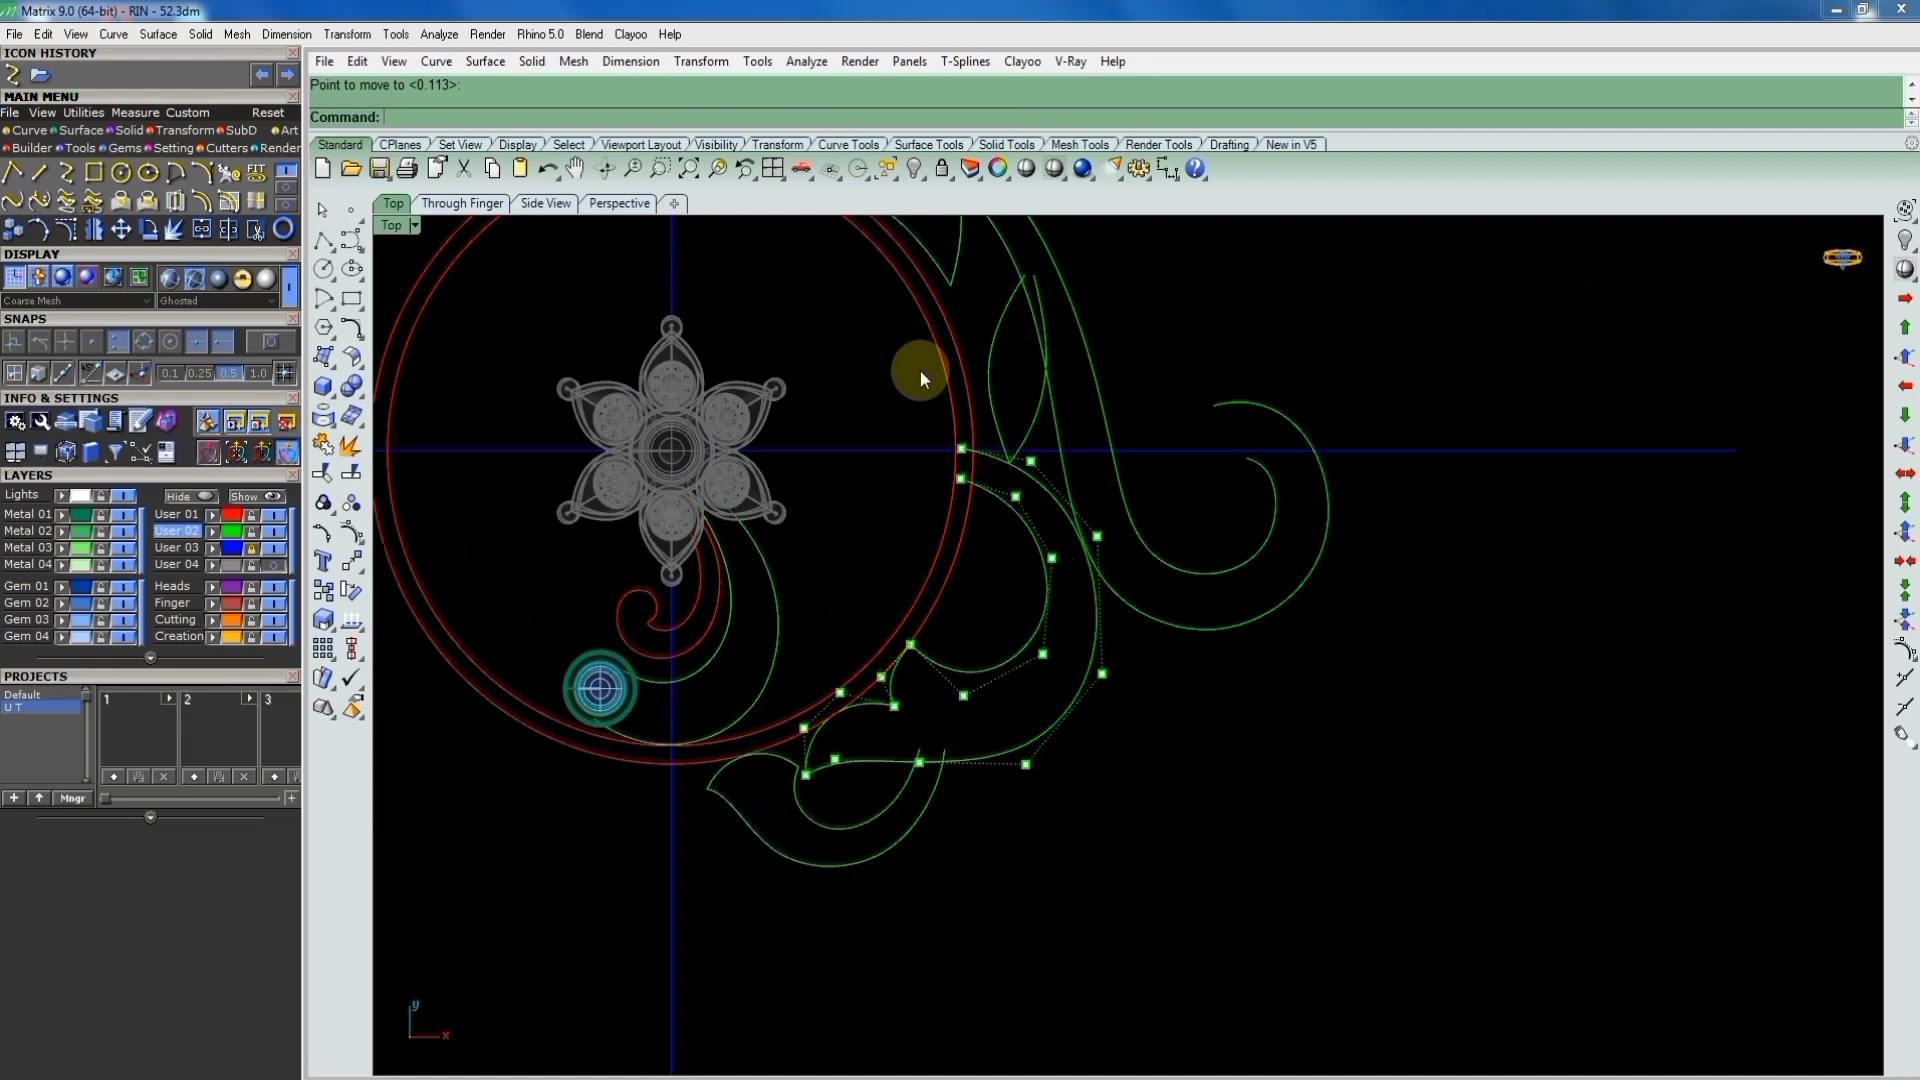 Matrix 9.0 (64-bit) - RIN - 52.3dm
File Edit View Curve Surface Solid Mesh Dimension Transform Tools Analyze Render Rhino 5.0 Blend Clayoo Help
ICON HISTORY
MAIN MENU
File View Utilities Measure Custom Reset
Curve Surface Solid Transform SubD Art
Builder Tools Gems Setting Cutters Render
DISPLAY
Coarse Mesh Ghosted
SNAPS
0.1 0.25 0.5 1.0
INFO & SETTINGS
LAYERS
Lights Hide Show
Metal 01 User 01
Metal 02 User 02
Metal 03 User 03
Metal 04 User 04
Gem 01 Heads
Gem 02 Finger
Gem 03 Cutting
Gem 04 Creation
PROJECTS
Default
U T
1 2 3
Mngr
File Edit View Curve Surface Solid Mesh Dimension Transform Tools Analyze Render Panels T-Splines Clayoo V-Ray Help
Point to move to <0.113>:
Command:
Standard CPlanes Set View Display Select Viewport Layout Visibility Transform Curve Tools Surface Tools Solid Tools Mesh Tools Render Tools Drafting New in V5
Top Through Finger Side View Perspective
Top
y
x